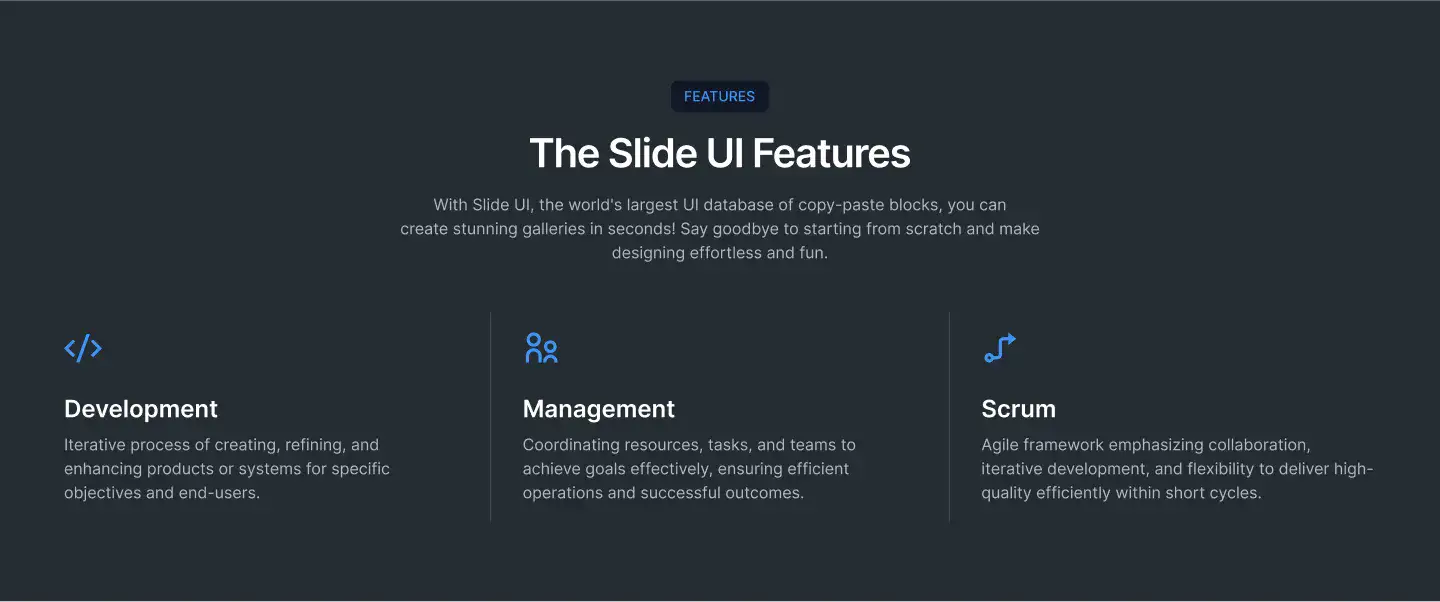 FEATURES
The Slide UI Features
With Slide UI, the world's largest UI database of copy-paste blocks, you can
create stunning galleries in seconds! Say goodbye to starting from scratch and make
designing effortless and fun.
Development
Iterative process of creating, refining, and
enhancing products or systems for specific
objectives and end-users.
Management
Coordinating resources, tasks, and teams to
achieve goals effectively, ensuring efficient
operations and successful outcomes.
Scrum
Agile framework emphasizing collaboration,
iterative development, and flexibility to deliver high-
quality efficiently within short cycles.